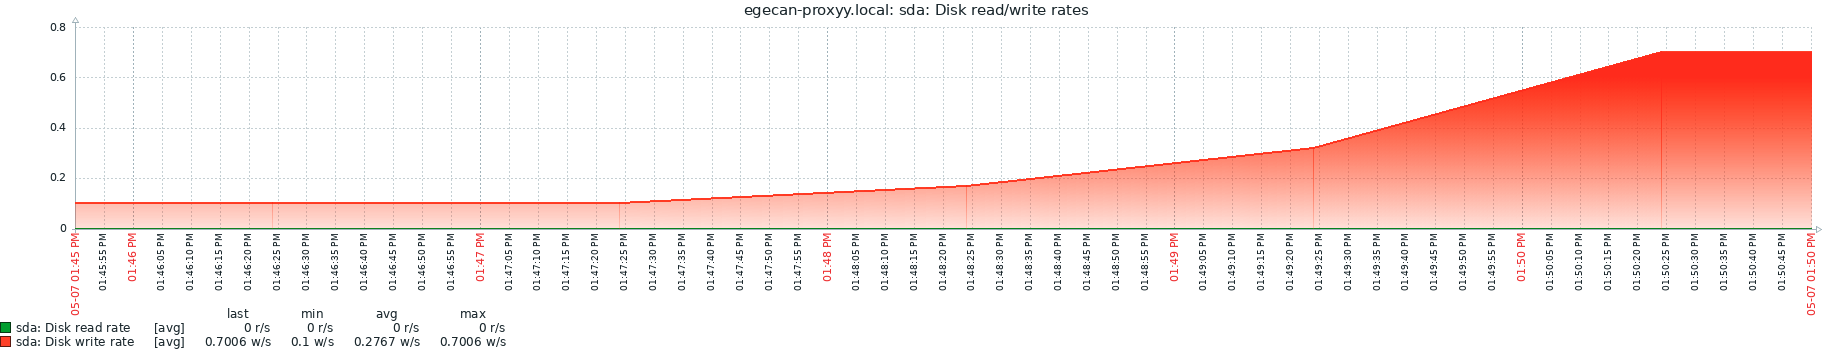 egecan-proxyy.local: sda: Disk read/write rates
0.8
0.6
0.4
0.2
0
05-07 01:45 PM
01:45:55 PM
01:46 PM
01:46:05 PM
01:46:10 PM
01:46:15 PM
01:46:20 PM
01:46:25 PM
01:46:30 PM
01:46:35 PM
01:46:40 PM
01:46:45 PM
01:46:50 PM
01:46:55 PM
01:47 PM
01:47:05 PM
01:47:10 PM
01:47:15 PM
01:47:20 PM
01:47:25 PM
01:47:30 PM
01:47:35 PM
01:47:40 PM
01:47:45 PM
01:47:50 PM
01:47:55 PM
01:48 PM
01:48:05 PM
01:48:10 PM
01:48:15 PM
01:48:20 PM
01:48:25 PM
01:48:30 PM
01:48:35 PM
01:48:40 PM
01:48:45 PM
01:48:50 PM
01:48:55 PM
01:49 PM
01:49:05 PM
01:49:10 PM
01:49:15 PM
01:49:20 PM
01:49:25 PM
01:49:30 PM
01:49:35 PM
01:49:40 PM
01:49:45 PM
01:49:50 PM
01:49:55 PM
01:50 PM
01:50:05 PM
01:50:10 PM
01:50:15 PM
01:50:20 PM
01:50:25 PM
01:50:30 PM
01:50:35 PM
01:50:40 PM
01:50:45 PM
05-07 01:50 PM
last min avg max
sda: Disk read rate [avg] 0 r/s 0 r/s 0 r/s 0 r/s
sda: Disk write rate [avg] 0.7006 w/s 0.1 w/s 0.2767 w/s 0.7006 w/s